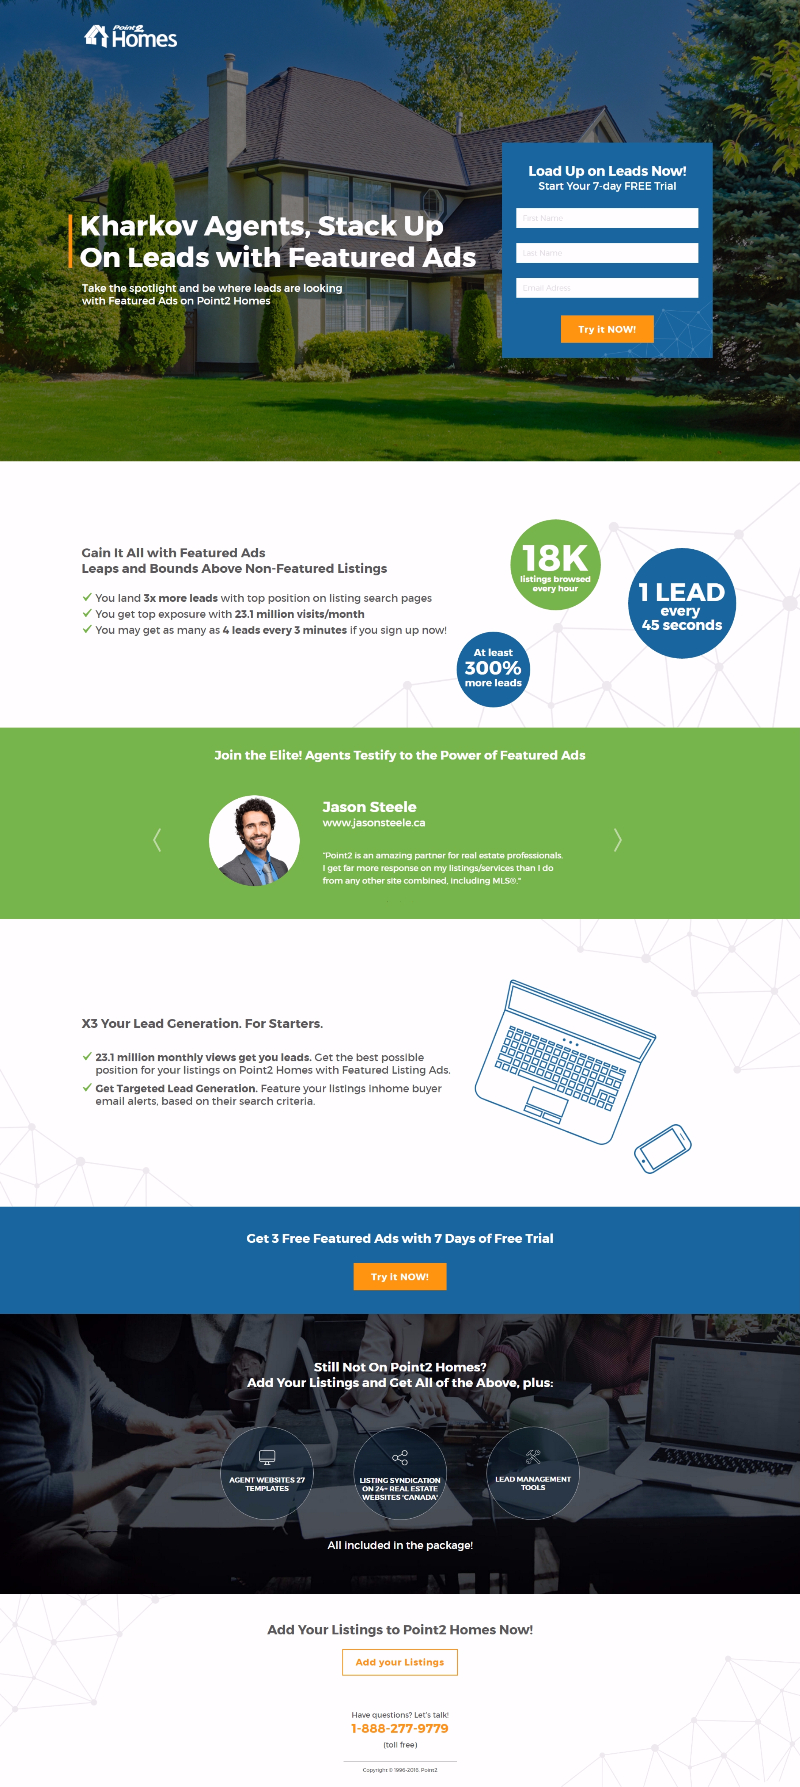 Point2
Homes
Kharkov Agents, Stack Up
On Leads with Featured Ads
Take the spotlight and be where leads are looking
with Featured Ads on Point2 Homes
Load Up on Leads Now!
Start Your 7-day FREE Trial
First Name
Last Name
Email Adress
Try it NOW!
Gain It All with Featured Ads
Leaps and Bounds Above Non-Featured Listings
You land 3x more leads with top position on listing search pages
You get top exposure with 23.1 million visits/month
You may get as many as 4 leads every 3 minutes if you sign up now!
18K
listings browsed
every hour
1 LEAD
every
45 seconds
At least
300%
more leads
Join the Elite! Agents Testify to the Power of Featured Ads
Jason Steele
www.jasonsteele.ca
"Point2 is an amazing partner for real estate professionals.
I get far more response on my listings/services than I do
from any other site combined, including MLS®."
X3 Your Lead Generation. For Starters.
23.1 million monthly views get you leads. Get the best possible
position for your listings on Point2 Homes with Featured Listing Ads.
Get Targeted Lead Generation. Feature your listings inhome buyer
email alerts, based on their search criteria.
Get 3 Free Featured Ads with 7 Days of Free Trial
Try it NOW!
Still Not On Point2 Homes?
Add Your Listings and Get All of the Above, plus:
AGENT WEBSITES 27
TEMPLATES
LISTING SYNDICATION
ON 24+ REAL ESTATE
WEBSITES *CANADA*
LEAD MANAGEMENT
TOOLS
All included in the package!
Add Your Listings to Point2 Homes Now!
Add your Listings
Have questions? Let's talk!
1-888-277-9779
(toll free)
Copyright © 1996-2016, Point2